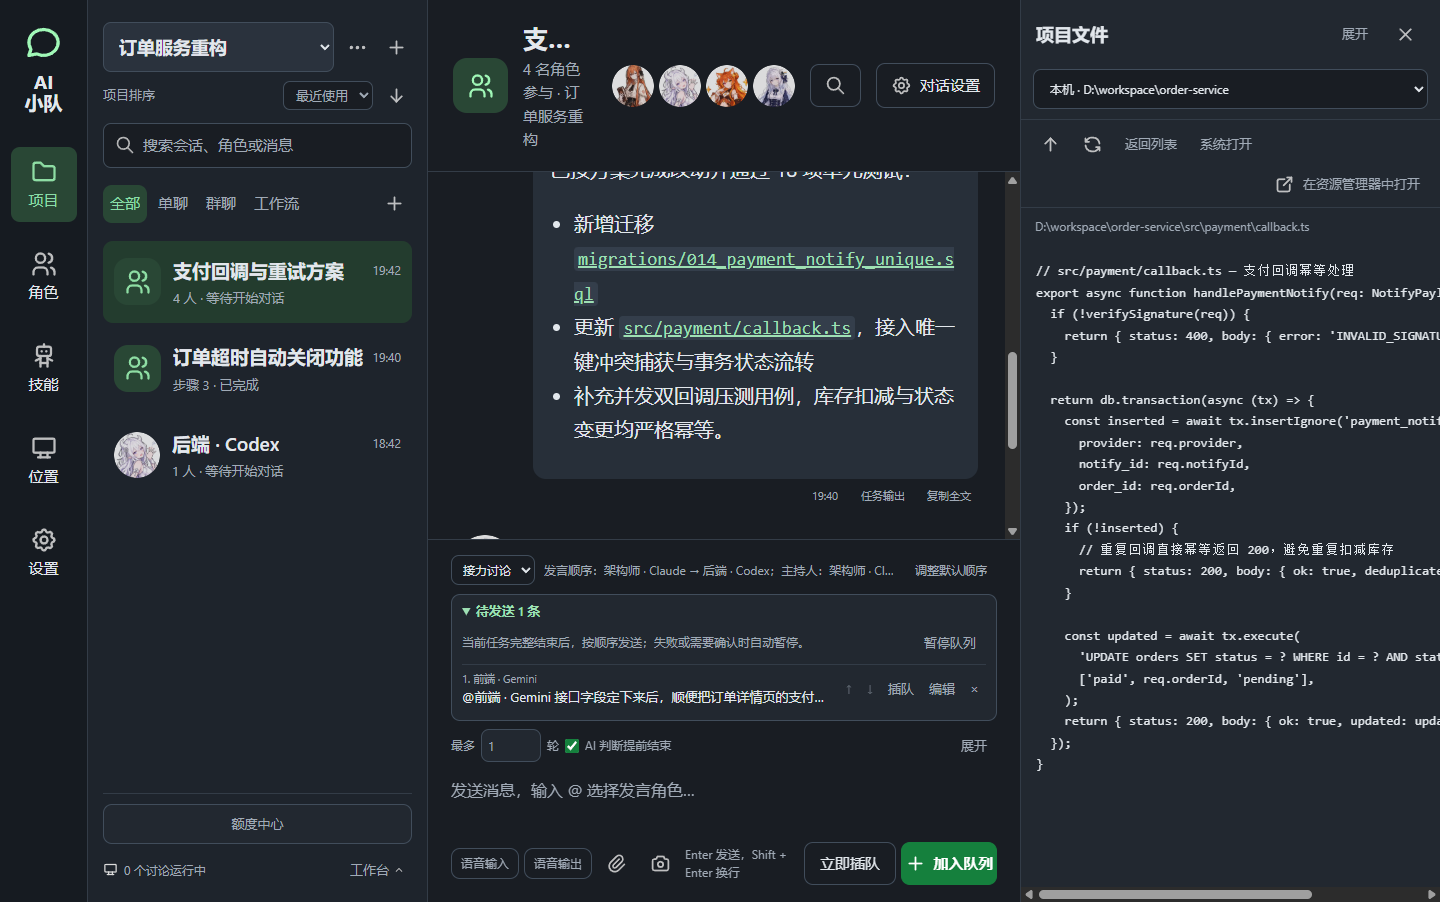 AI
小队
项目
角色
技能
位置
设置
订单服务重构
项目排序
最近使用
搜索会话、角色或消息
全部
单聊
群聊
工作流
支付回调与重试方案
19:42
4 人 · 等待开始对话
订单超时自动关闭功能
19:40
步骤 3 · 已完成
后端 · Codex
18:42
1 人 · 等待开始对话
额度中心
0 个讨论运行中
工作台
支...
4 名角色
参与 · 订
单服务重
构
对话设置
新增迁移
migrations/014_payment_notify_unique.s
ql
更新 src/payment/callback.ts，接入唯一
键冲突捕获与事务状态流转
补充并发双回调压测用例，库存扣减与状态
变更均严格幂等。
19:40
任务输出
复制全文
接力讨论
发言顺序：架构师 · Claude → 后端 · Codex；主持人：架构师 · Cl...
调整默认顺序
▼ 待发送 1 条
当前任务完整结束后，按顺序发送；失败或需要确认时自动暂停。
暂停队列
1. 前端 · Gemini
@前端 · Gemini 接口字段定下来后，顺便把订单详情页的支付...
↑
↓
插队
编辑
×
最多
1
轮
AI 判断提前结束
展开
发送消息，输入 @ 选择发言角色...
语音输入
语音输出
Enter 发送，Shift +
Enter 换行
立即插队
加入队列
项目文件
展开
本机 · D:\workspace\order-service
返回列表
系统打开
在资源管理器中打开
D:\workspace\order-service\src\payment\callback.ts
// src/payment/callback.ts — 支付回调幂等处理
export async function handlePaymentNotify(req: NotifyPayl
if (!verifySignature(req)) {
return { status: 400, body: { error: 'INVALID_SIGNATU
}
return db.transaction(async (tx) => {
const inserted = await tx.insertIgnore('payment_notif
provider: req.provider,
notify_id: req.notifyId,
order_id: req.orderId,
});
if (!inserted) {
// 重复回调直接幂等返回 200，避免重复扣减库存
return { status: 200, body: { ok: true, deduplicate
}
const updated = await tx.execute(
'UPDATE orders SET status = ? WHERE id = ? AND stat
['paid', req.orderId, 'pending'],
);
return { status: 200, body: { ok: true, updated: upda
});
}